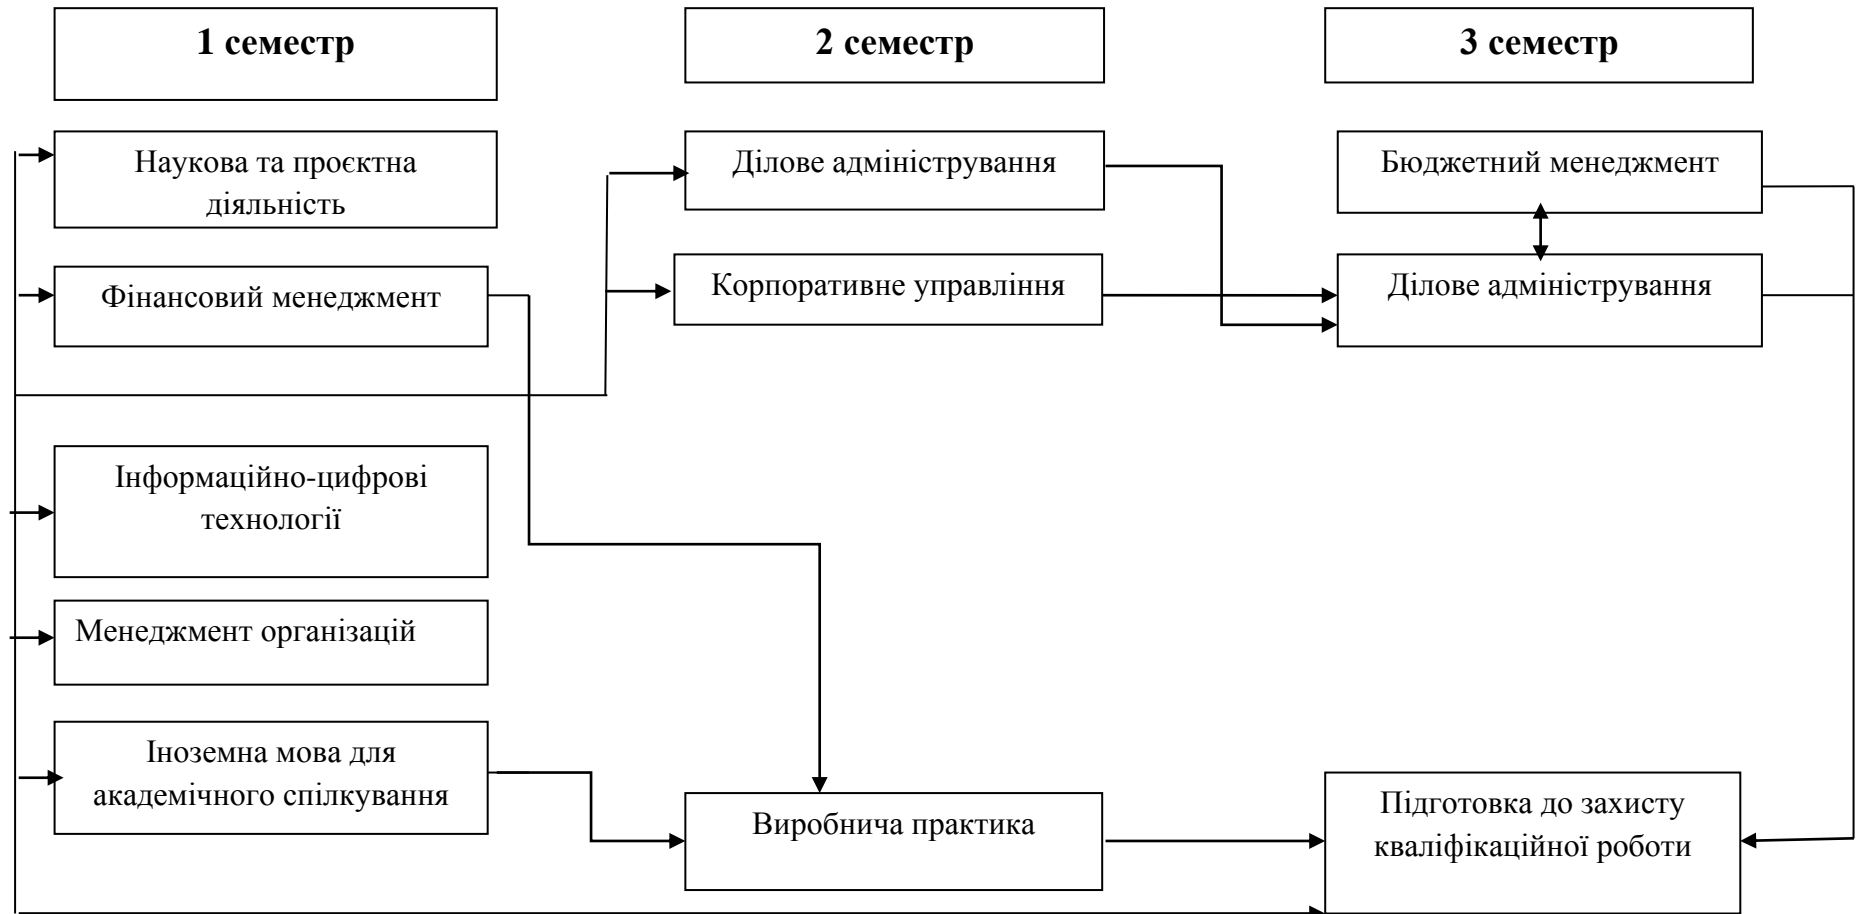 1 семестр
2 семестр
3 семестр
Наукова та проєктна
діяльність
Ділове адміністрування
Бюджетний менеджмент
Фінансовий менеджмент
Корпоративне управління
Ділове адміністрування
Інформаційно-цифрові
технології
Менеджмент організацій
Іноземна мова для
академічного спілкування
Виробнича практика
Підготовка до захисту
кваліфікаційної роботи